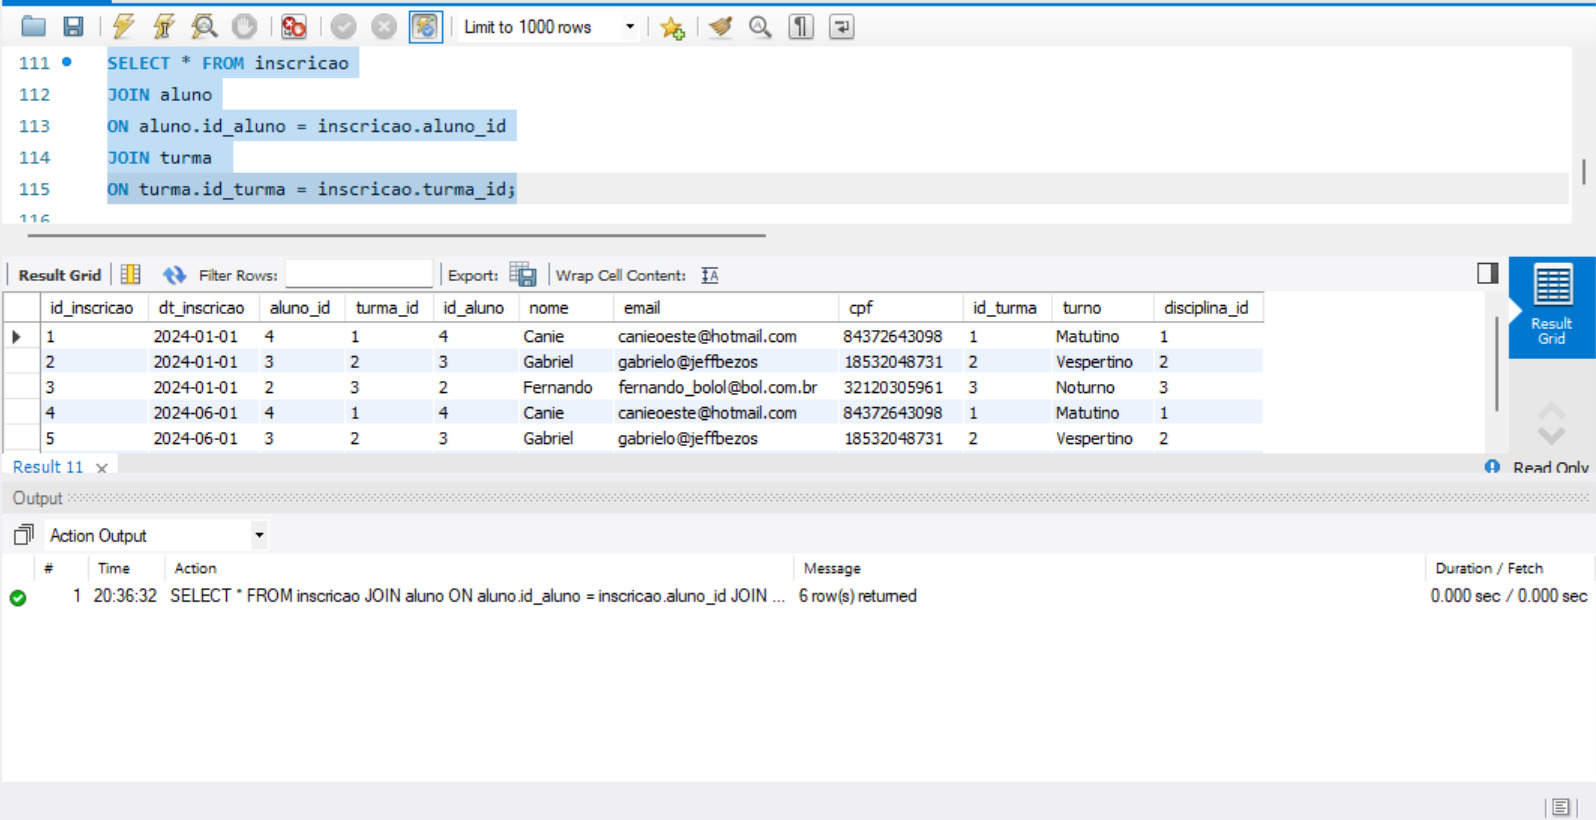 Limit to 1000 rows
111 SELECT * FROM inscricao
112 JOIN aluno
113 ON aluno.id_aluno = inscricao.aluno_id
114 JOIN turma
115 ON turma.id_turma = inscricao.turma_id;
116
Result Grid Filter Rows: Export: Wrap Cell Content:
id_inscricao dt_inscricao aluno_id turma_id id_aluno nome email cpf id_turma turno disciplina_id
1 2024-01-01 4 1 4 Canie canieoeste@hotmail.com 84372643098 1 Matutino 1
2 2024-01-01 3 2 3 Gabriel gabrielo@jeffbezos 18532048731 2 Vespertino 2
3 2024-01-01 2 3 2 Fernando fernando_bolol@bol.com.br 32120305961 3 Noturno 3
4 2024-06-01 4 1 4 Canie canieoeste@hotmail.com 84372643098 1 Matutino 1
5 2024-06-01 3 2 3 Gabriel gabrielo@jeffbezos 18532048731 2 Vespertino 2
Result
Grid
Result 11 Read Only
Output
Action Output
# Time Action Message Duration / Fetch
1 20:36:32 SELECT * FROM inscricao JOIN aluno ON aluno.id_aluno = inscricao.aluno_id JOIN ... 6 row(s) returned 0.000 sec / 0.000 sec